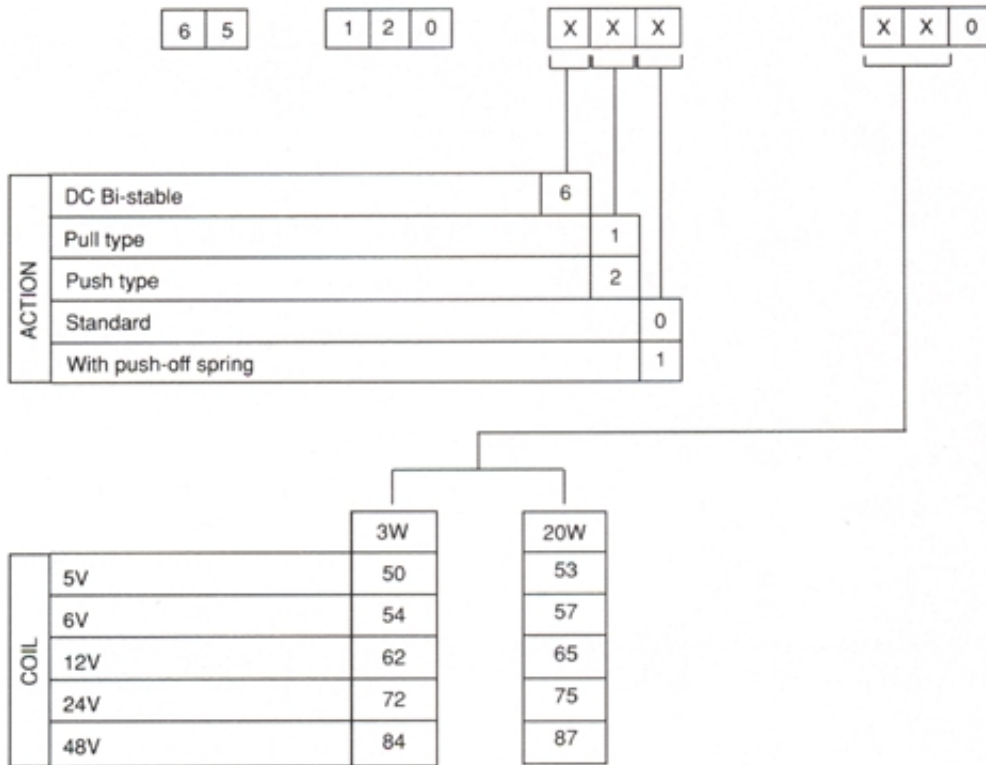 6 5 1 2 0 X X X X X 0
DC Bi-stable 6
Pull type 1
Push type 2
Standard 0
With push-off spring 1
ACTION
3W 20W
5V 50 53
6V 54 57
12V 62 65
24V 72 75
48V 84 87
COIL